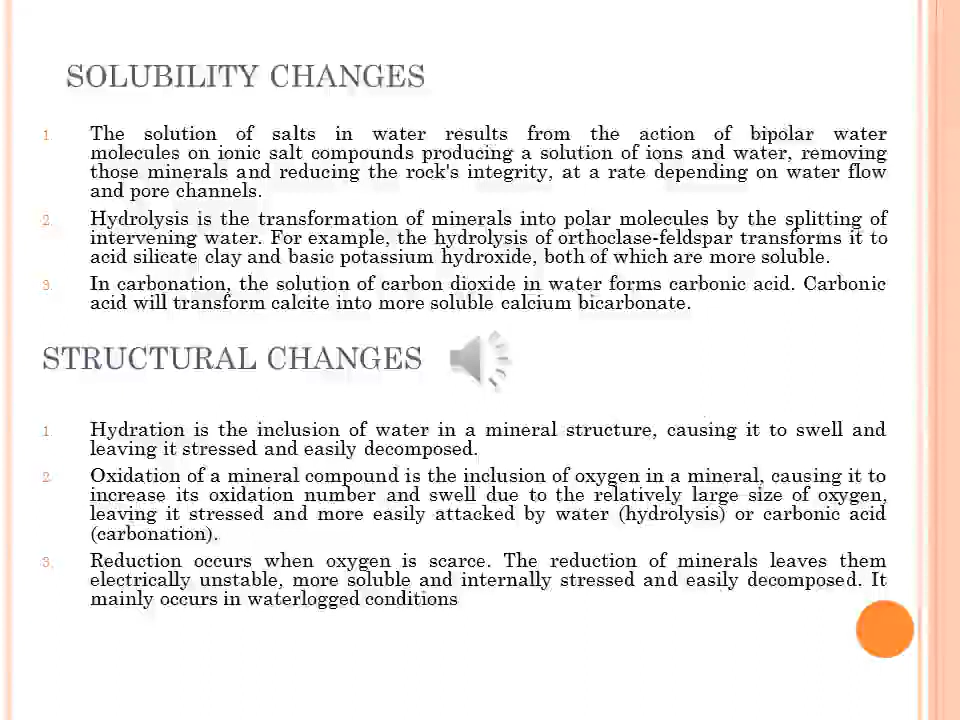 SOLUBILITY CHANGES
1. The solution of salts in water results from the action of bipolar water
molecules on ionic salt compounds producing a solution of ions and water, removing
those minerals and reducing the rock's integrity, at a rate depending on water flow
and pore channels.
2. Hydrolysis is the transformation of minerals into polar molecules by the splitting of
intervening water. For example, the hydrolysis of orthoclase-feldspar transforms it to
acid silicate clay and basic potassium hydroxide, both of which are more soluble.
3. In carbonation, the solution of carbon dioxide in water forms carbonic acid. Carbonic
acid will transform calcite into more soluble calcium bicarbonate.
STRUCTURAL CHANGES
1. Hydration is the inclusion of water in a mineral structure, causing it to swell and
leaving it stressed and easily decomposed.
2. Oxidation of a mineral compound is the inclusion of oxygen in a mineral, causing it to
increase its oxidation number and swell due to the relatively large size of oxygen,
leaving it stressed and more easily attacked by water (hydrolysis) or carbonic acid
(carbonation).
3. Reduction occurs when oxygen is scarce. The reduction of minerals leaves them
electrically unstable, more soluble and internally stressed and easily decomposed. It
mainly occurs in waterlogged conditions